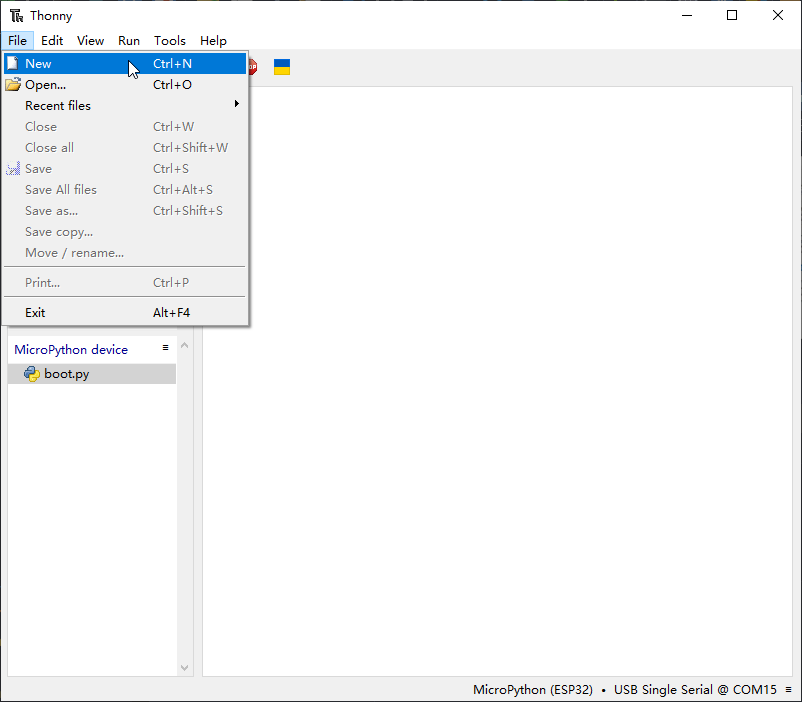 Thonny
File Edit View Run Tools Help
New Ctrl+N
Open... Ctrl+O
Recent files
Close Ctrl+W
Close all Ctrl+Shift+W
Save Ctrl+S
Save All files Ctrl+Alt+S
Save as... Ctrl+Shift+S
Save copy...
Move / rename...
Print... Ctrl+P
Exit Alt+F4
MicroPython device
boot.py
MicroPython (ESP32) • USB Single Serial @ COM15